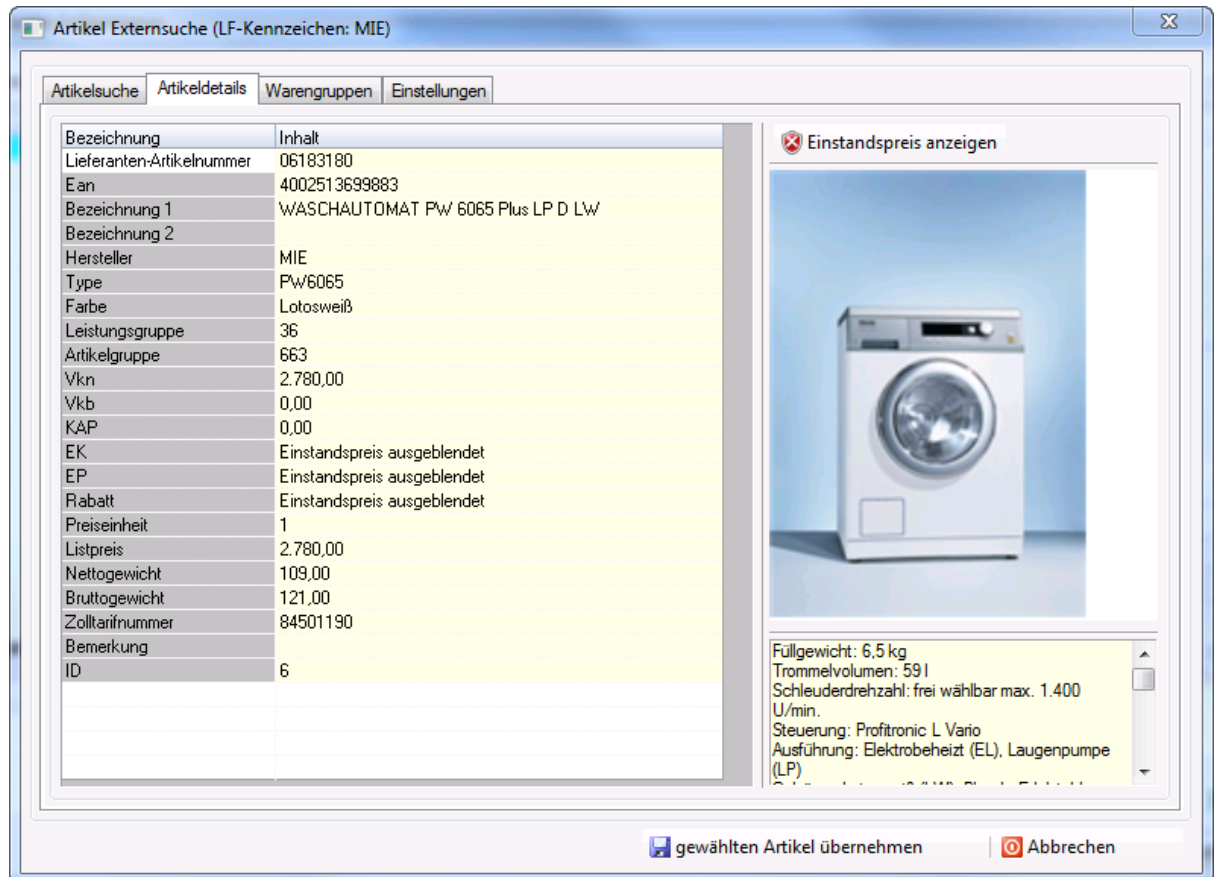 Artikel Externsuche (LF-Kennzeichen: MIE)
Artikelsuche Artikeldetails Warengruppen Einstellungen
Bezeichnung Inhalt
Lieferanten-Artikelnummer 06183180
Ean 4002513699883
Bezeichnung 1 WASCHAUTOMAT PW 6065 Plus LP D LW
Bezeichnung 2
Hersteller MIE
Type PW6065
Farbe Lotosweiß
Leistungsgruppe 36
Artikelgruppe 663
Vkn 2.780,00
Vkb 0,00
KAP 0,00
EK Einstandspreis ausgeblendet
EP Einstandspreis ausgeblendet
Rabatt Einstandspreis ausgeblendet
Preiseinheit 1
Listpreis 2.780,00
Nettogewicht 109,00
Bruttogewicht 121,00
Zolltarifnummer 84501190
Bemerkung
ID 6
Einstandspreis anzeigen
Füllgewicht: 6,5 kg
Trommelvolumen: 59 l
Schleuderdrehzahl: frei wählbar max. 1.400
U/min.
Steuerung: Profitronic L Vario
Ausführung: Elektrobeheizt (EL), Laugenpumpe
(LP)
gewählten Artikel übernehmen Abbrechen